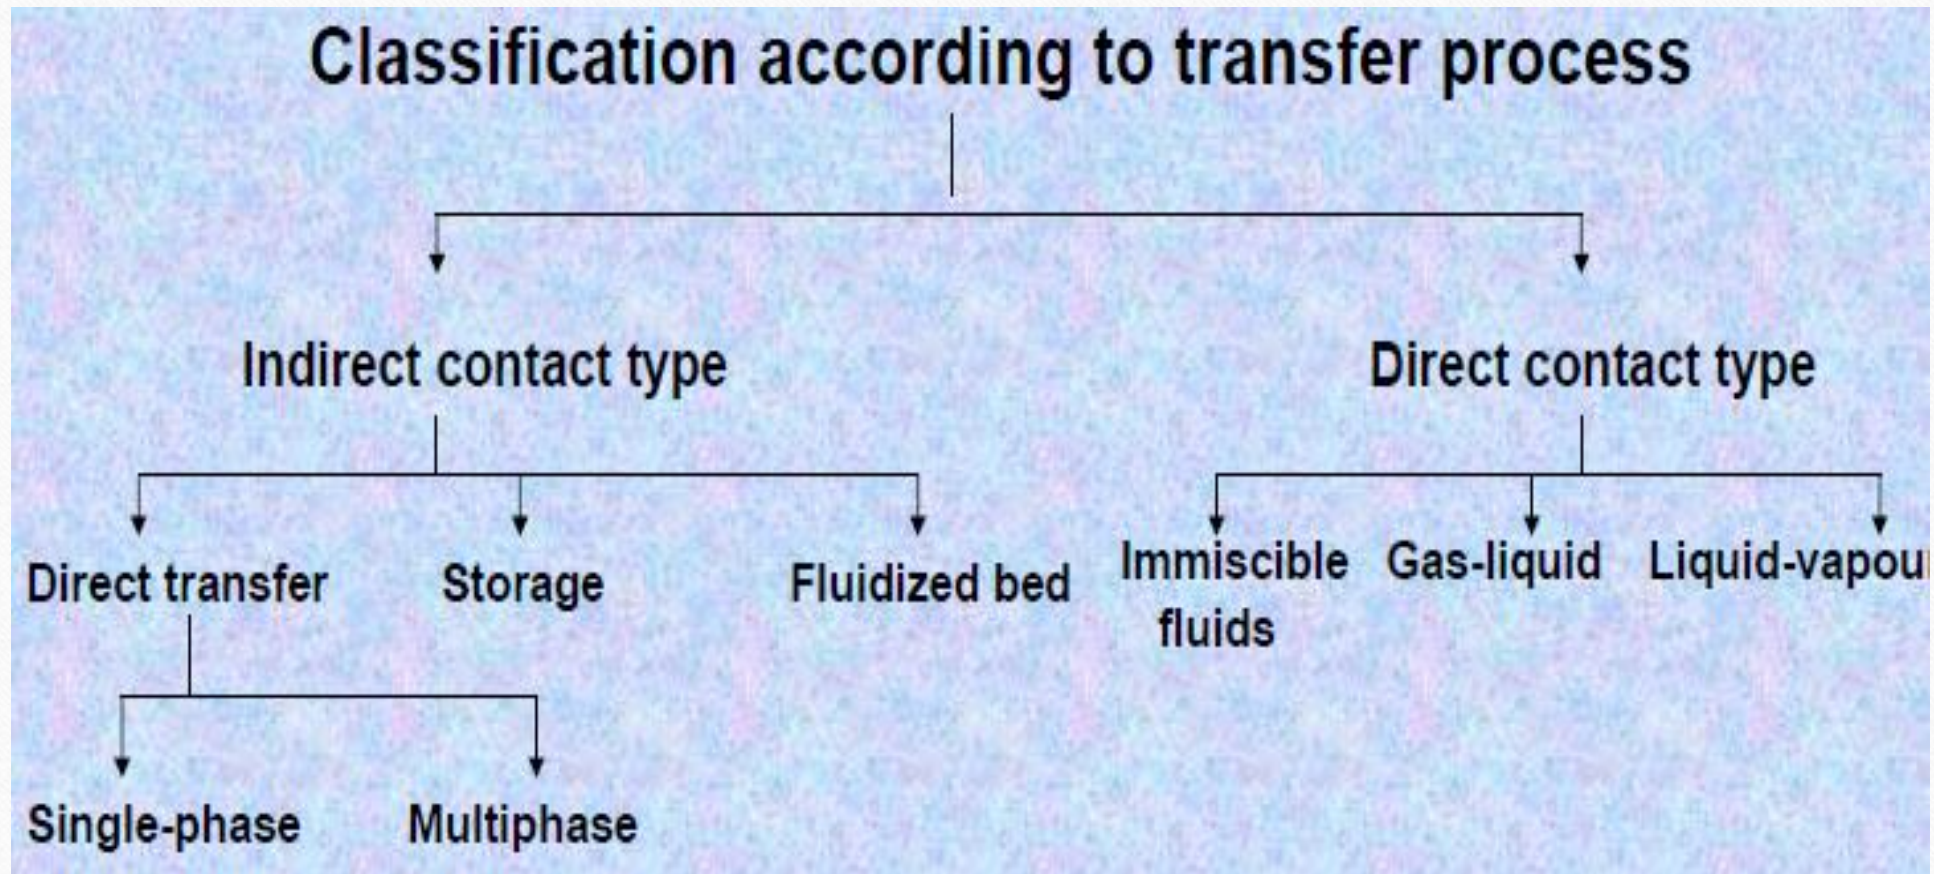 Classification according to transfer process
Indirect contact type
Direct contact type
Direct transfer
Storage
Fluidized bed
Immiscible
fluids
Gas-liquid
Liquid-vapour
Single-phase
Multiphase